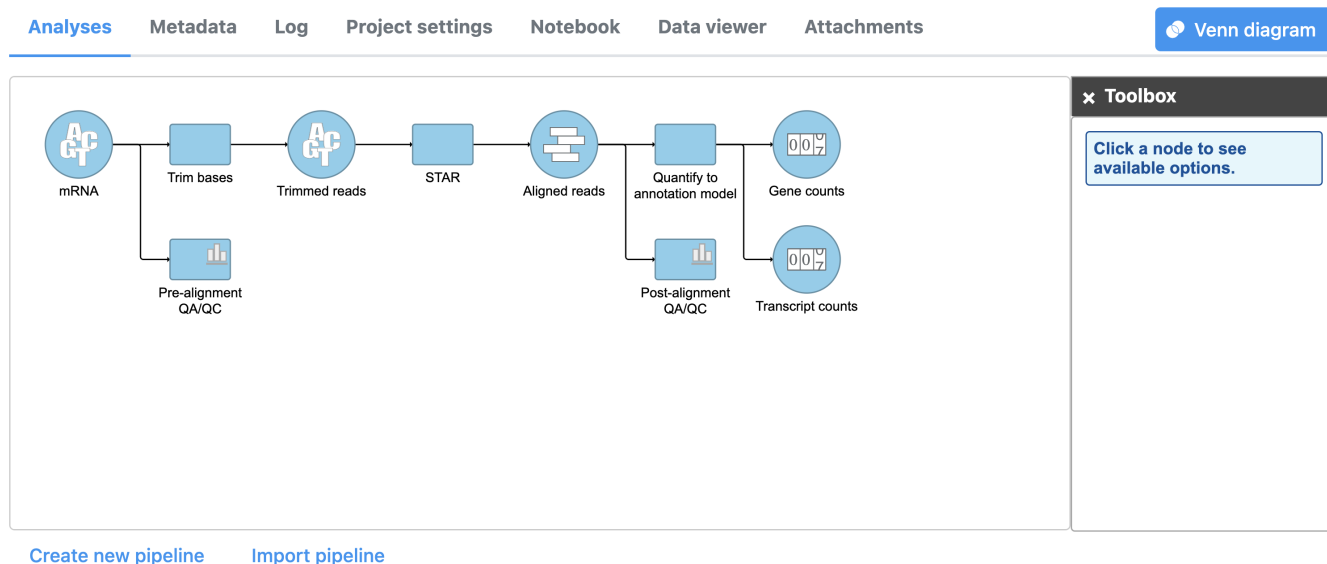 Analyses Metadata Log Project settings Notebook Data viewer Attachments Venn diagram
Toolbox
Click a node to see
available options.
mRNA
Trim bases
Trimmed reads
STAR
Aligned reads
Quantify to
annotation model
Gene counts
Pre-alignment
QA/QC
Post-alignment
QA/QC
Transcript counts
Create new pipeline Import pipeline